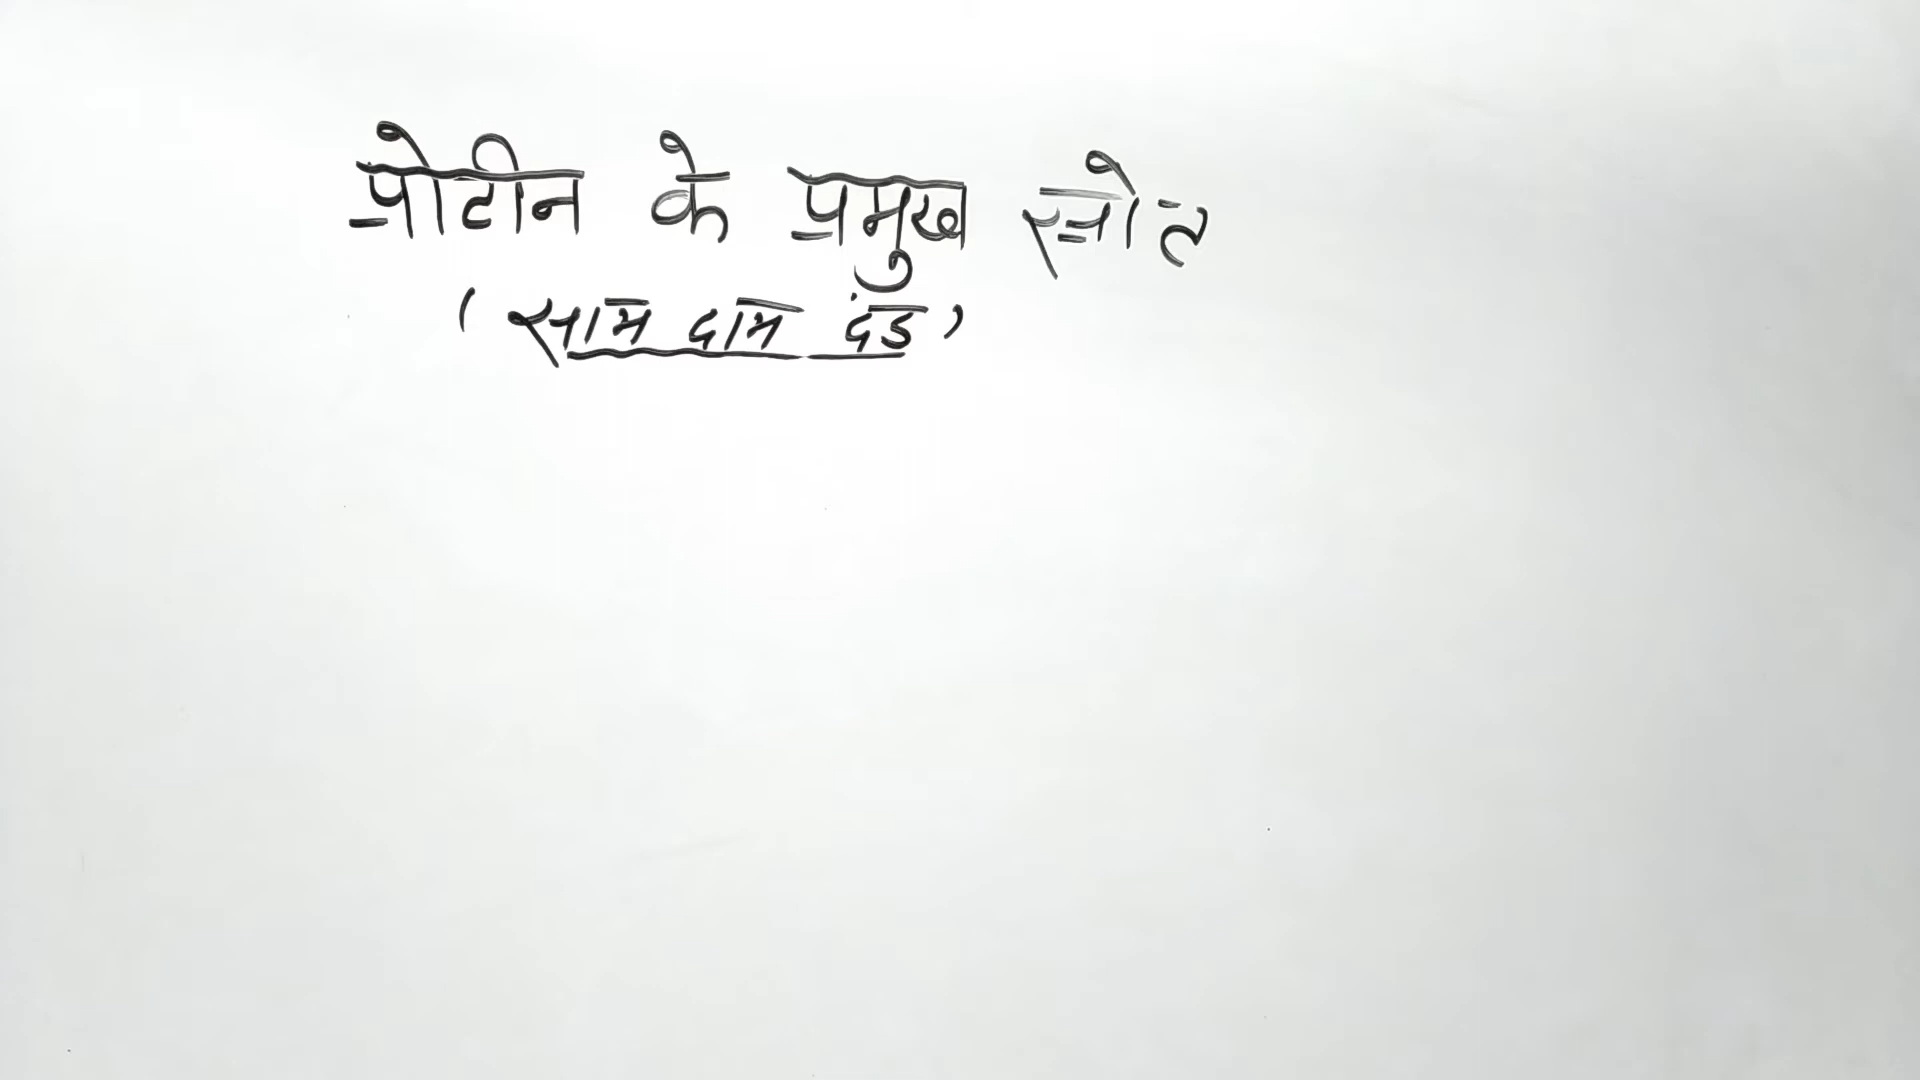 प्रोटीन के प्रमुख स्त्रोत
( साम दाम दंड )